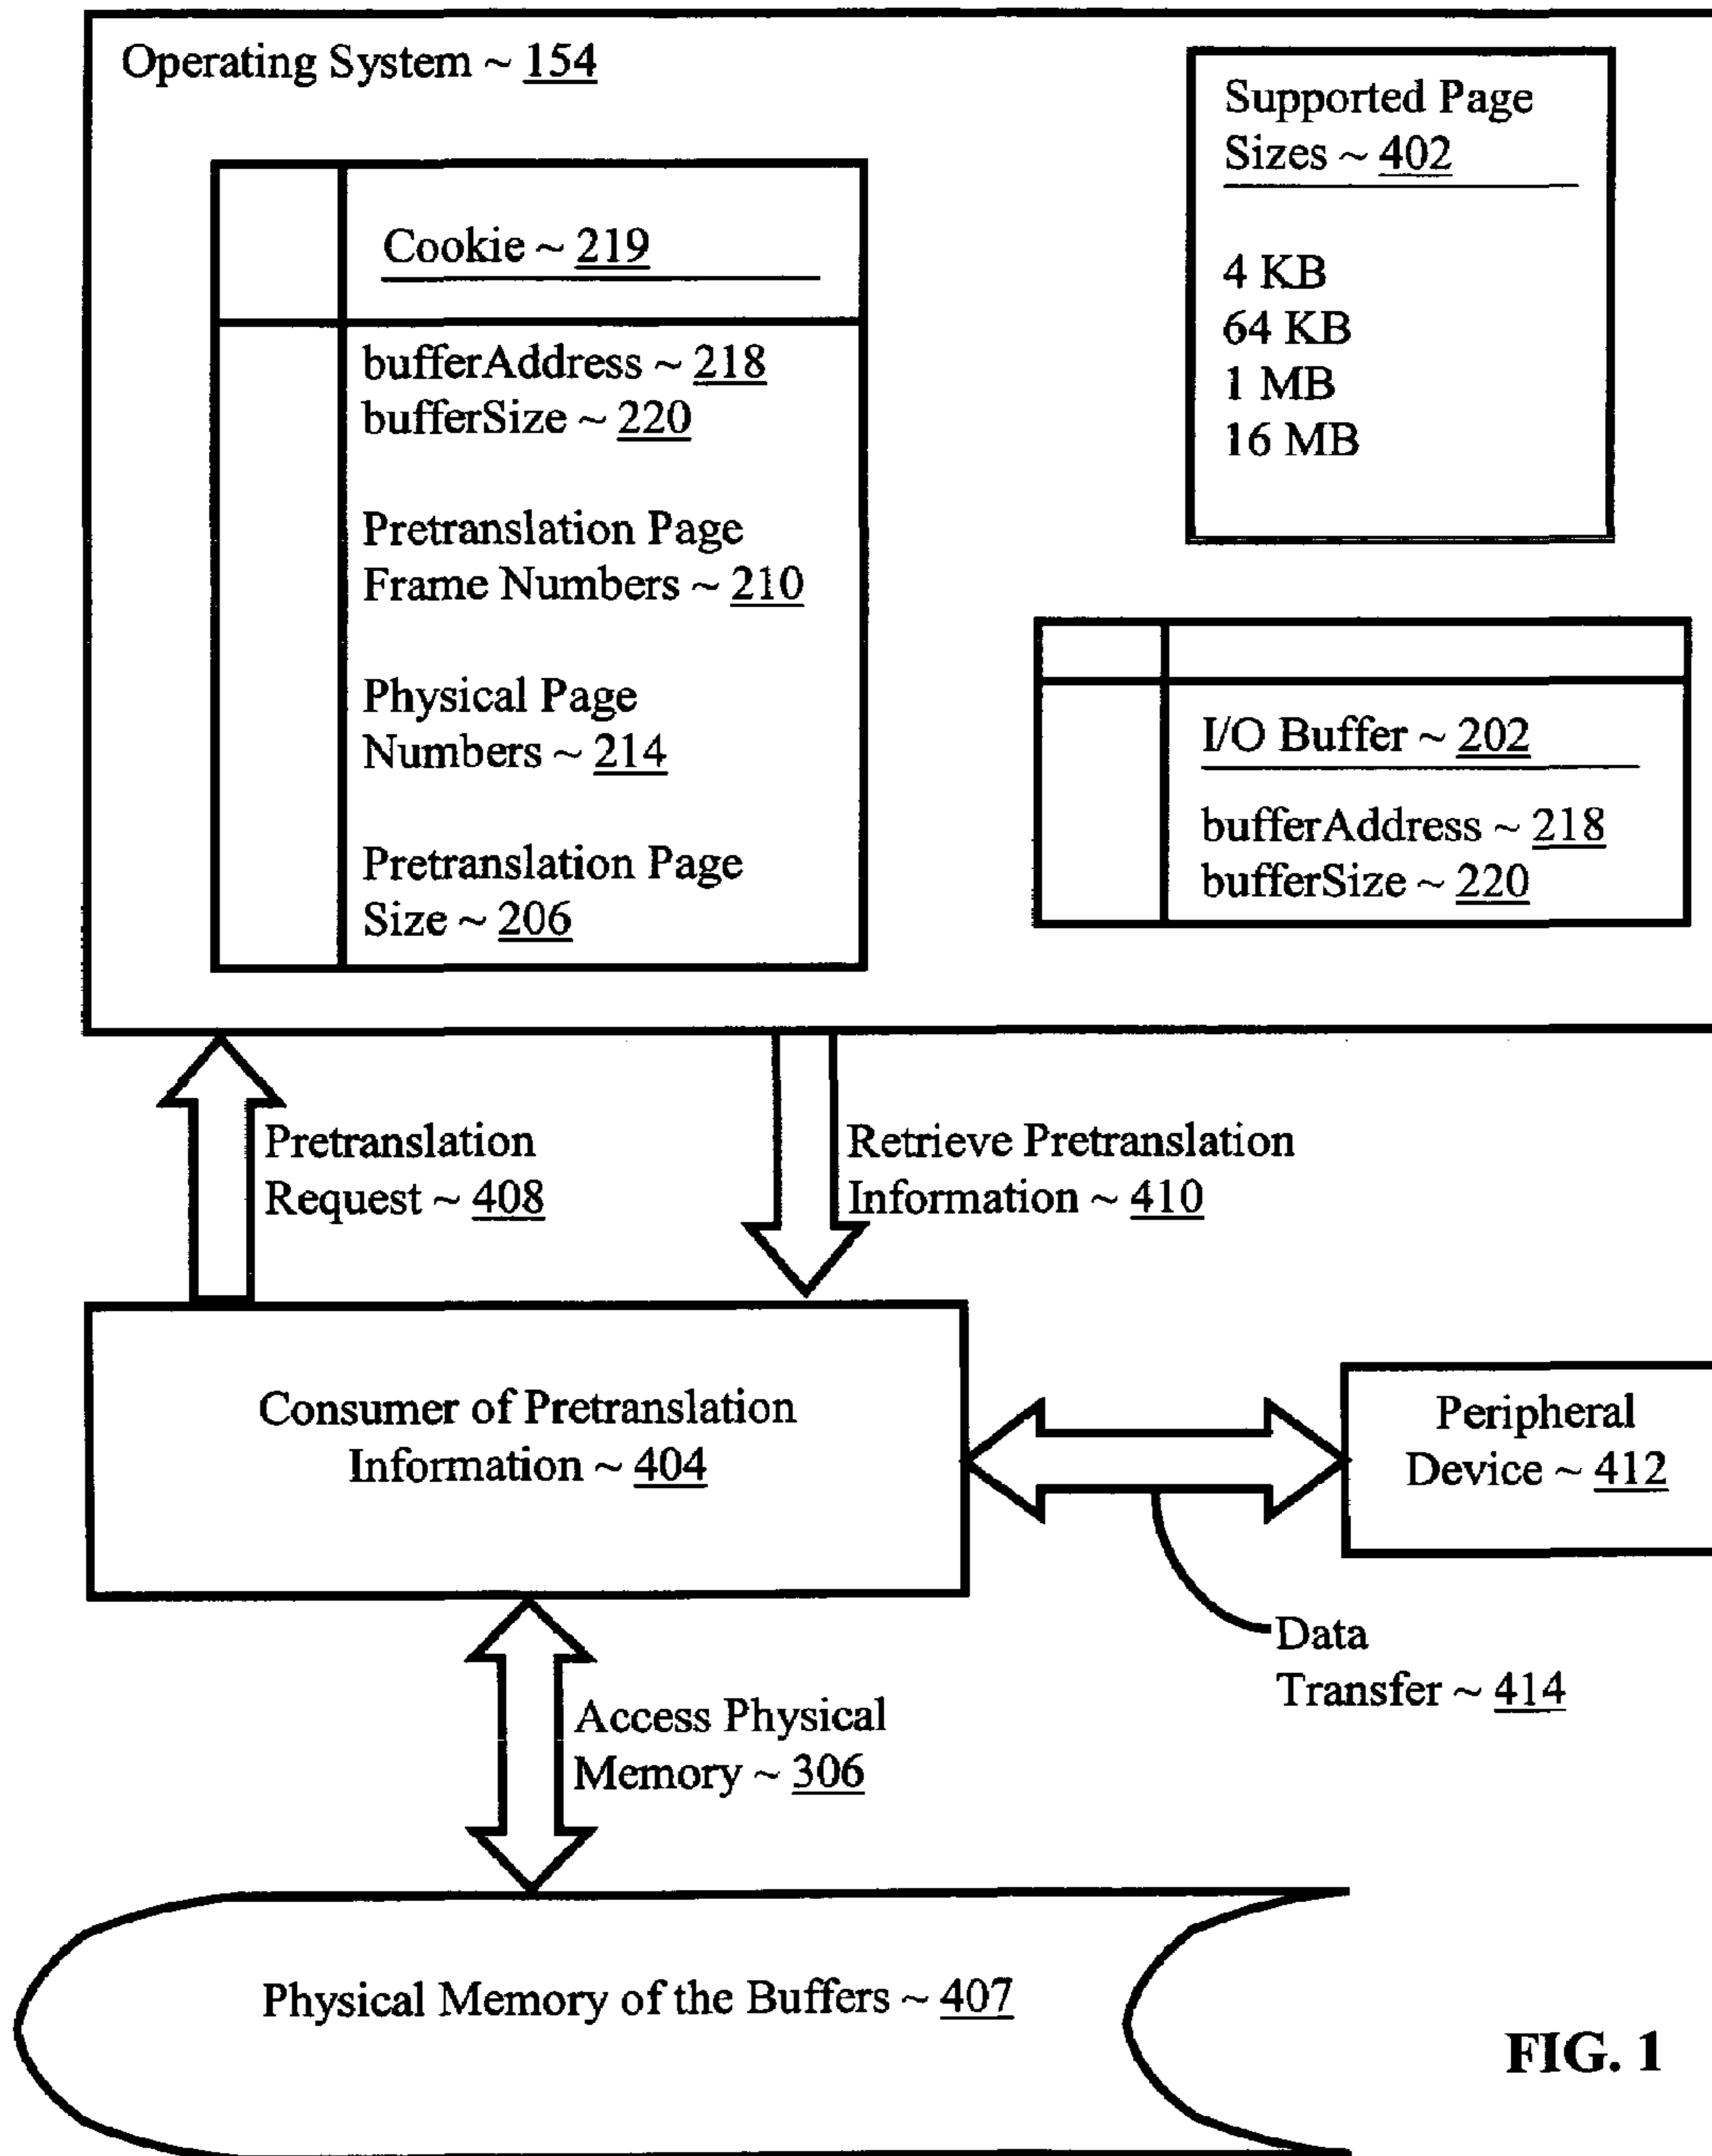 Operating System ~ 154
Supported Page
Sizes ~ 402
4 KB
64 KB
1 MB
16 MB
Cookie ~ 219
bufferAddress ~ 218
bufferSize ~ 220
Pretranslation Page
Frame Numbers ~ 210
Physical Page
Numbers ~ 214
Pretranslation Page
Size ~ 206
I/O Buffer ~ 202
bufferAddress ~ 218
bufferSize ~ 220
Pretranslation
Request ~ 408
Retrieve Pretranslation
Information ~ 410
Consumer of Pretranslation
Information ~ 404
Peripheral
Device ~ 412
Data
Transfer ~ 414
Access Physical
Memory ~ 306
Physical Memory of the Buffers ~ 407
FIG. 1